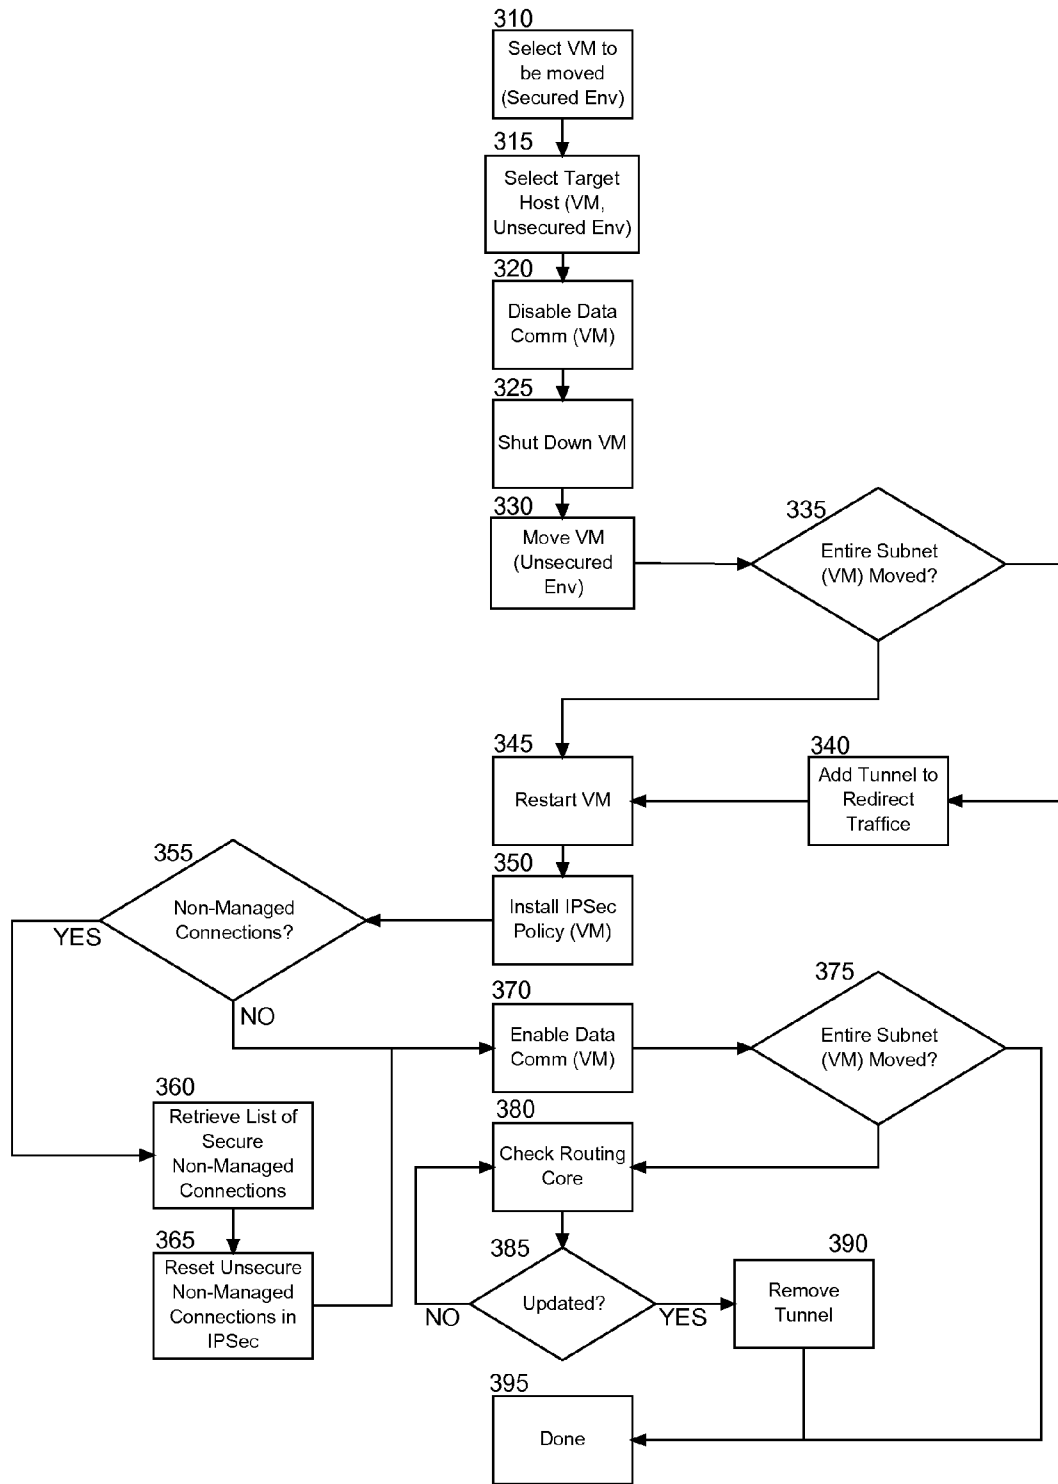 310
Select VM to
be moved
(Secured Env)
315
Select Target
Host (VM,
Unsecured Env)
320
Disable Data
Comm (VM)
325
Shut Down VM
330
Move VM
(Unsecured
Env)
335
Entire Subnet
(VM) Moved?
345
Restart VM
340
Add Tunnel to
Redirect
Traffice
350
Install IPSec
Policy (VM)
355
Non-Managed
Connections?
YES
NO
360
Retrieve List of
Secure
Non-Managed
Connections
365
Reset Unsecure
Non-Managed
Connections in
IPSec
370
Enable Data
Comm (VM)
375
Entire Subnet
(VM) Moved?
380
Check Routing
Core
385
Updated?
NO
YES
390
Remove
Tunnel
395
Done